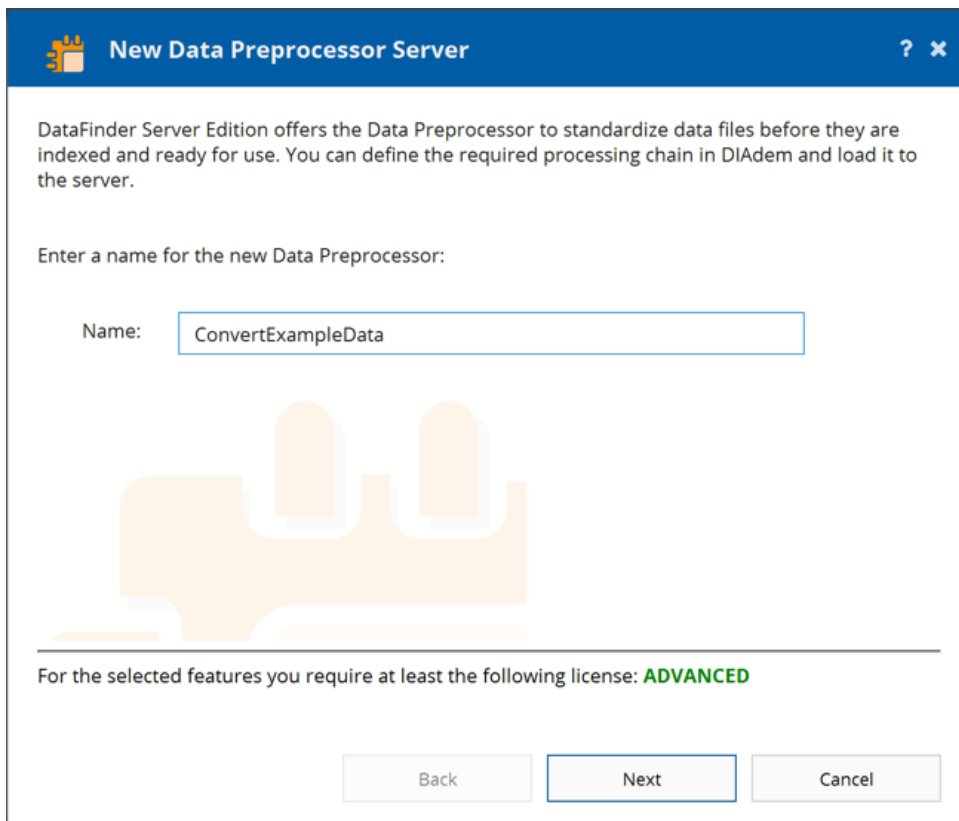 New Data Preprocessor Server
? ×
DataFinder Server Edition offers the Data Preprocessor to standardize data files before they are
indexed and ready for use. You can define the required processing chain in DIAdem and load it to
the server.
Enter a name for the new Data Preprocessor:
Name: ConvertExampleData
For the selected features you require at least the following license: ADVANCED
Back Next Cancel